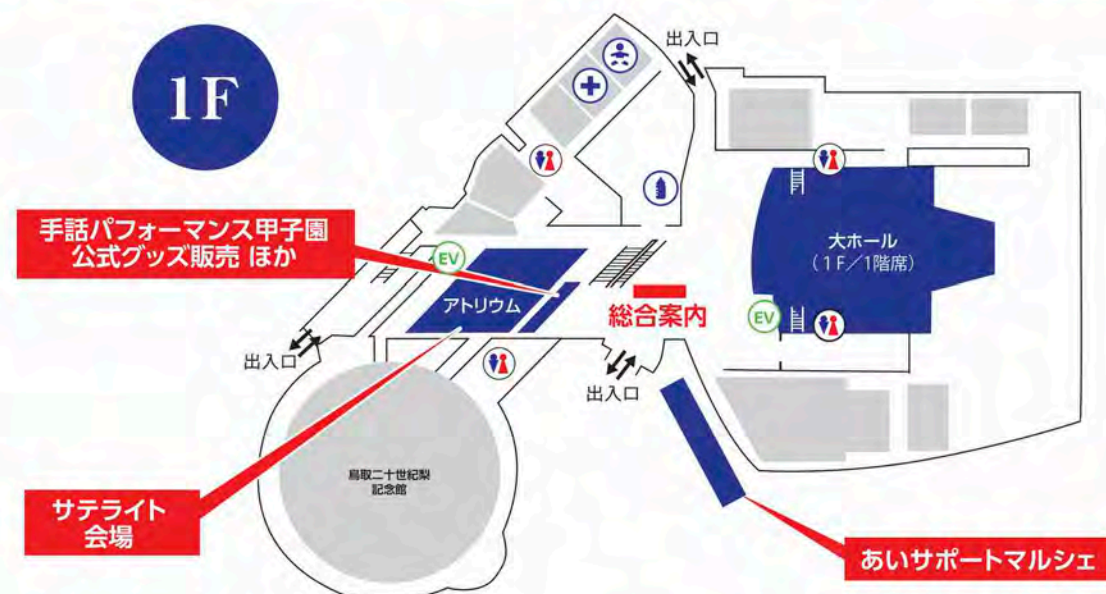 1F
出入口
手話パフォーマンス甲子園
公式グッズ販売 ほか
EV
アトリウム
総合案内
大ホール
（1F／1階席）
EV
出入口
出入口
鳥取二十世紀梨
記念館
サテライト
会場
あいサポートマルシェ